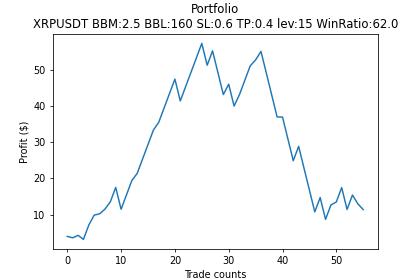 Portfolio
XRPUSDT BBM:2.5 BBL:160 SL:0.6 TP:0.4 lev:15 WinRatio:62.0
50
40
30
20
10
Profit ($)
0 10 20 30 40 50
Trade counts